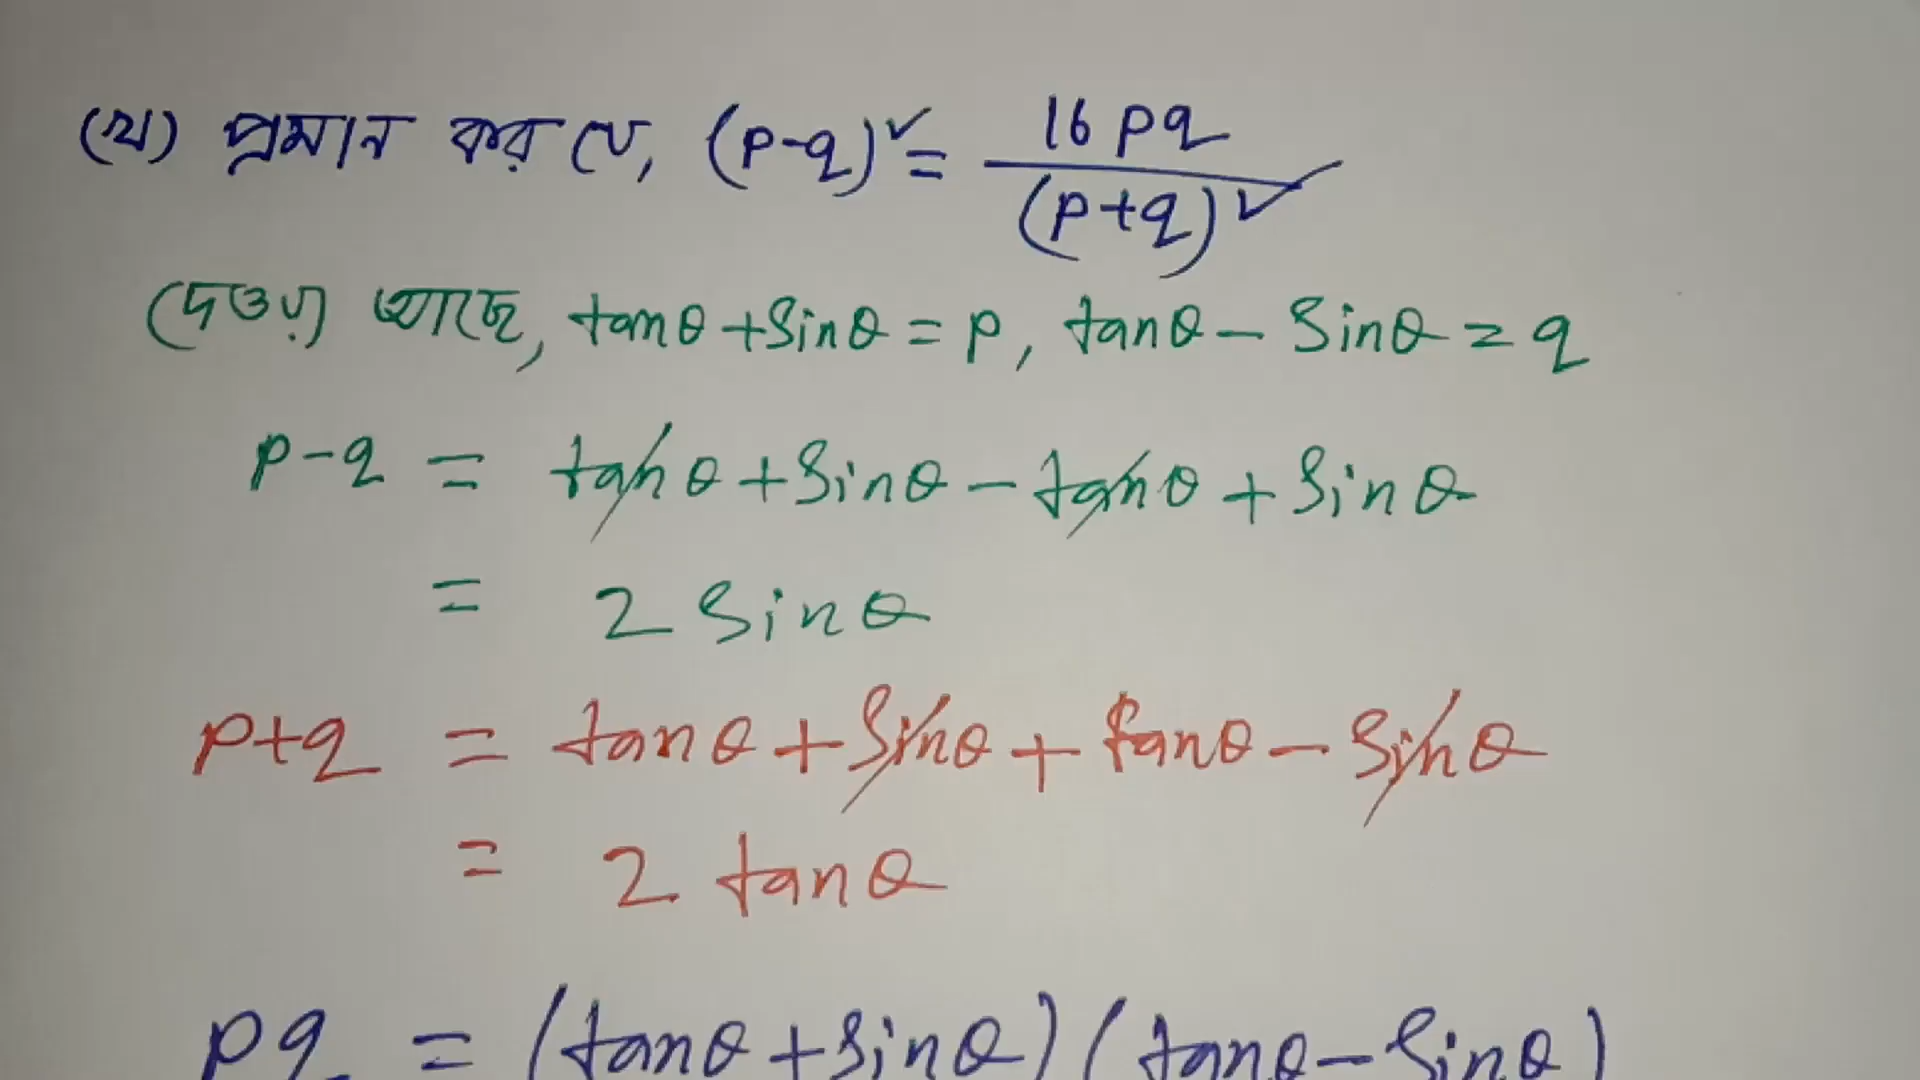 (খ) প্রমান কর যে, (p-q)² = 16pq / (p+q)²
দেওয়া আছে, tanθ + sinθ = p, tanθ - sinθ = q
p-q = tanθ + sinθ - tanθ + sinθ
= 2 sinθ
p+q = tanθ + sinθ + tanθ - sinθ
= 2 tanθ
pq = (tanθ + sinθ) (tanθ - sinθ)